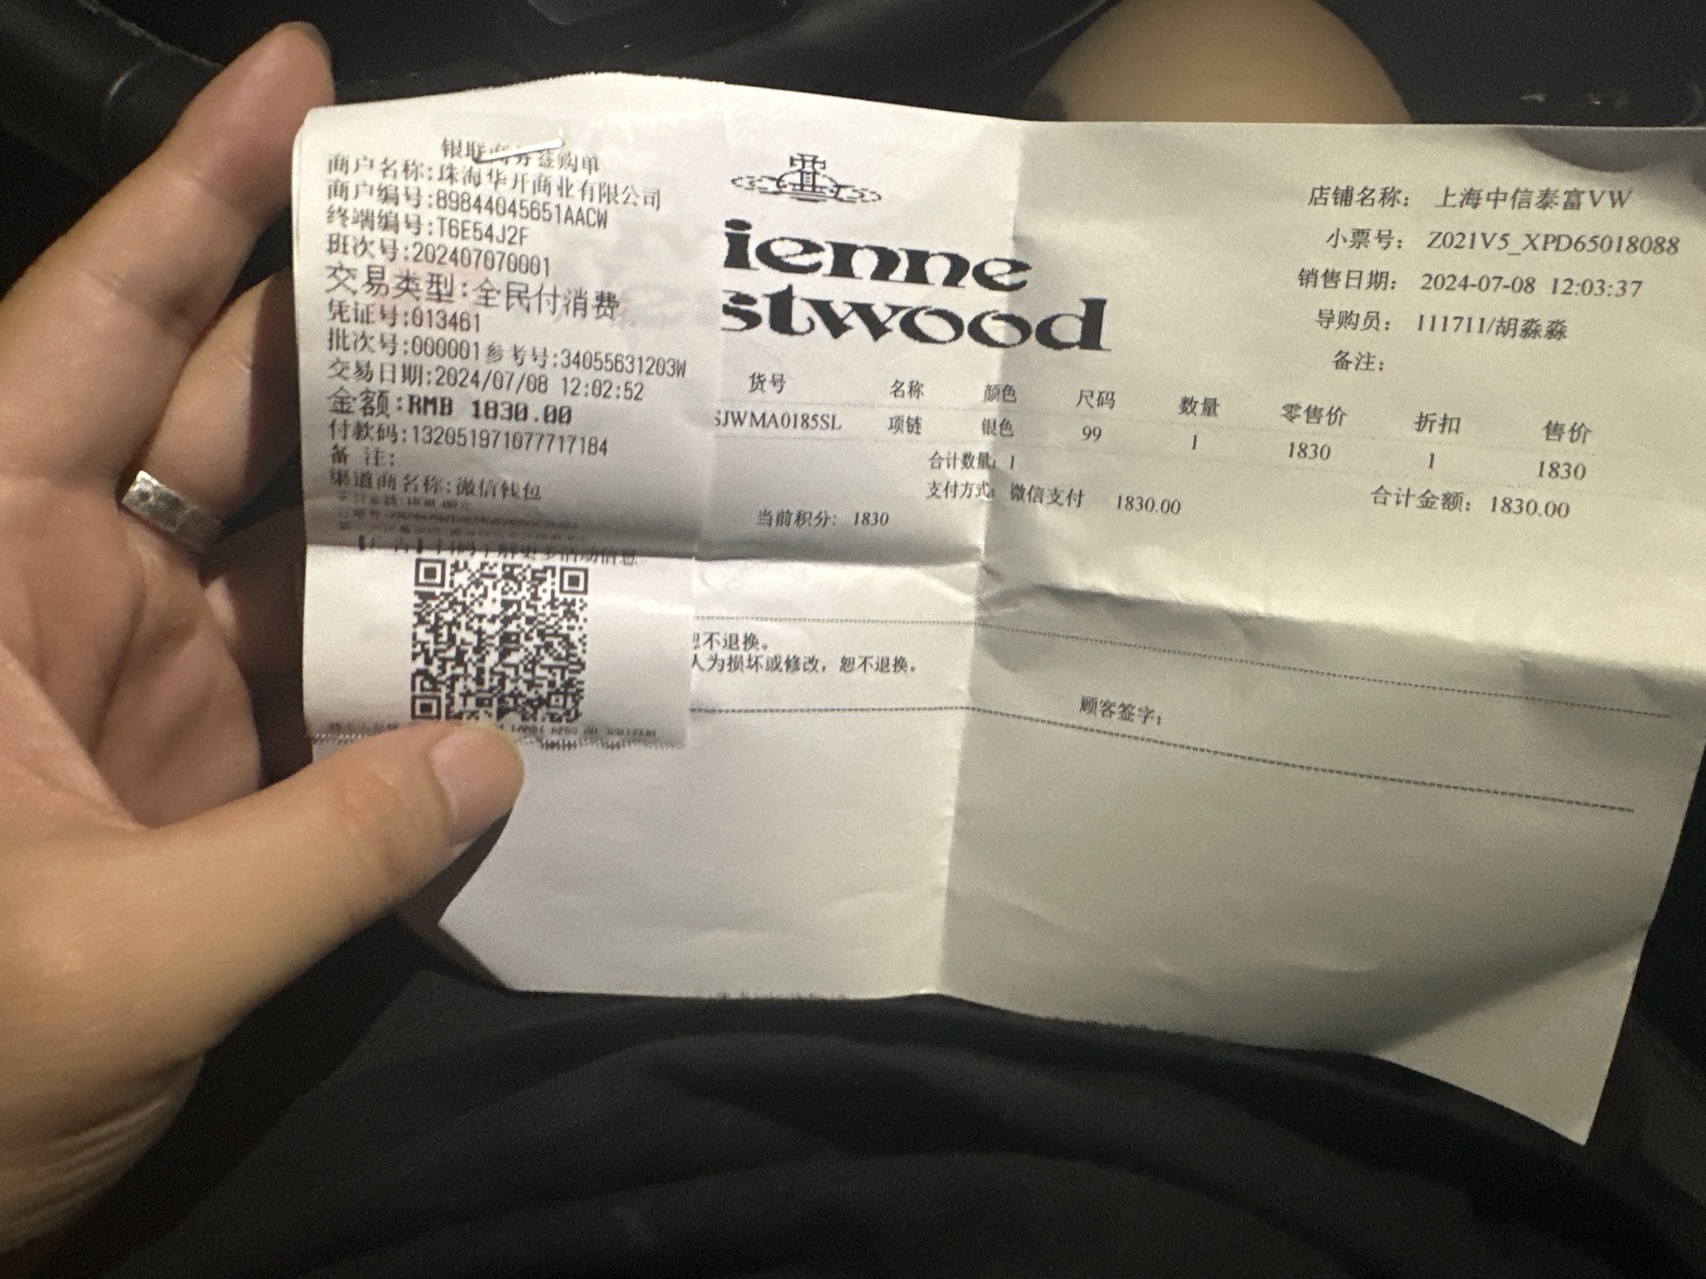 银联商务签购单
商户名称:珠海华开商业有限公司
商户编号:89844045651AACW
终端编号:T6E54J2F
班次号:202407070001
交易类型:全民付消费
凭证号:013461
批次号:000001参考号:34055631203W
交易日期:2024/07/08 12:02:52
金额:RMB 1830.00
付款码:132051971077717184
备 注:
渠道商名称:微信钱包
ienne
stwood
店铺名称: 上海中信泰富VW
小票号: Z021V5_XPD65018088
销售日期: 2024-07-08 12:03:37
导购员: 111711/胡淼淼
备注:
货号 名称 颜色 尺码 数量 零售价 折扣 售价
SJWMA0185SL 项链 银色 99 1 1830 1 1830
合计数量: 1
支付方式: 微信支付 1830.00 合计金额: 1830.00
当前积分: 1830
恕不退换。
人为损坏或修改，恕不退换。
顾客签字: